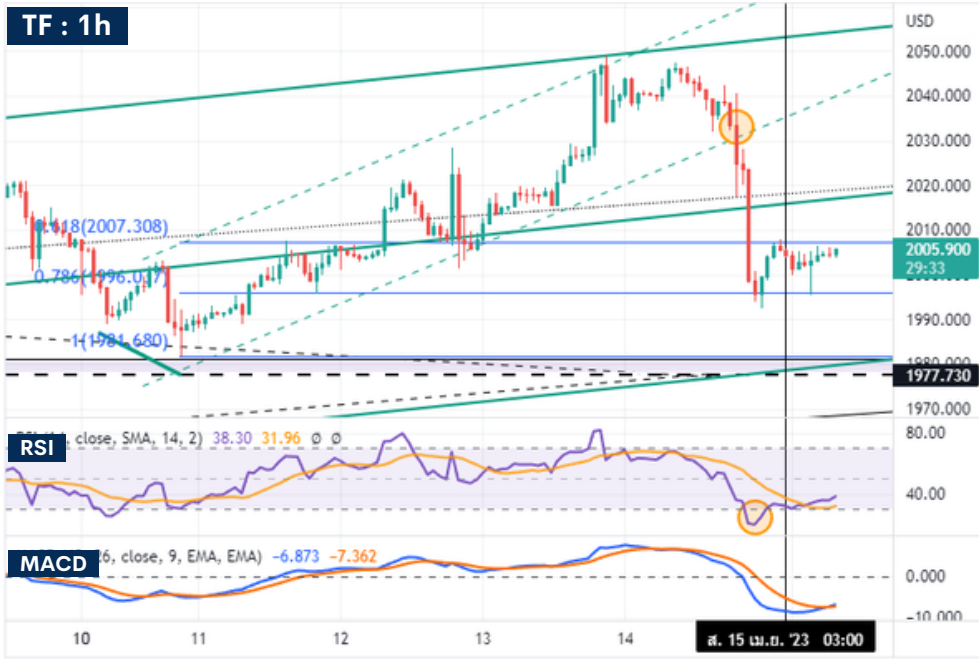 TF : 1h
USD
2050.000
2040.000
2030.000
2020.000
2010.000
0.618(2007.308)
2005.900
29:33
0.786(1996.017)
1990.000
1(1981.680)
1980.000
1977.730
1970.000
RSI
close, SMA, 14, 2) 38.30 31.96 Ø Ø
80.00
40.00
MACD
26, close, 9, EMA, EMA) −6.873 −7.362
0.000
−10.000
10 11 12 13 14
ส. 15 เม.ย. '23 03:00